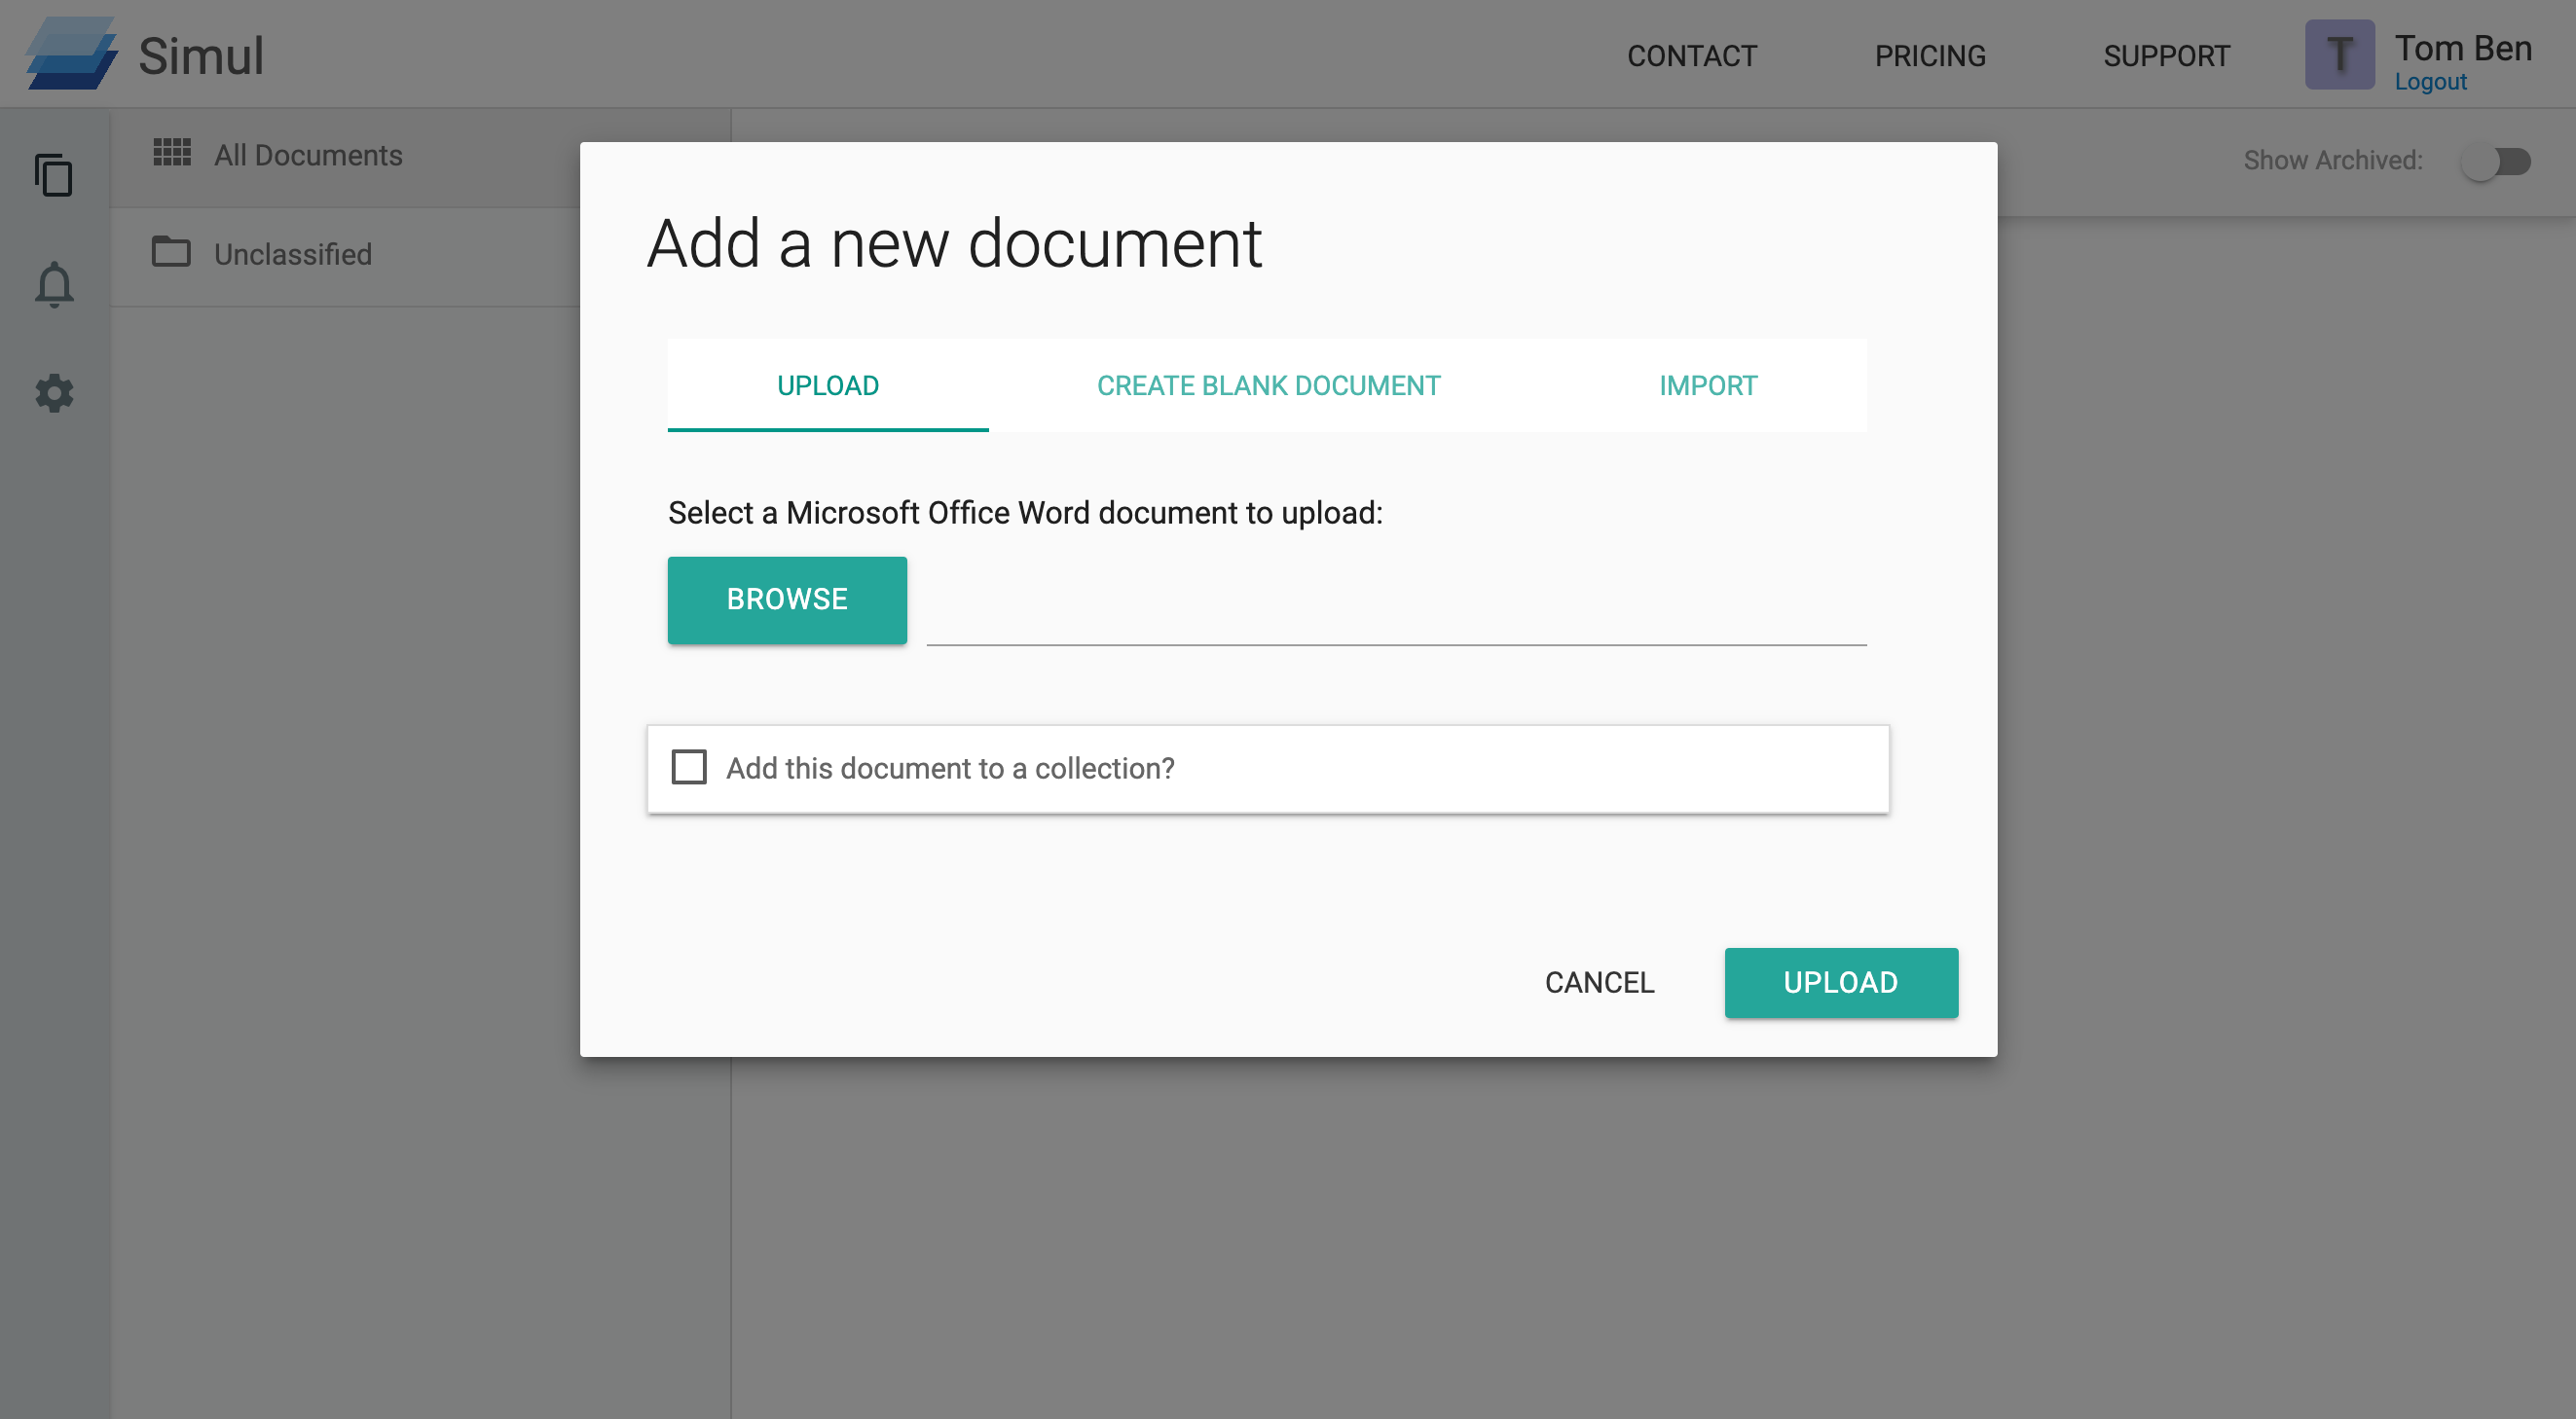 Simul
CONTACT PRICING SUPPORT
T Tom Ben
Logout
All Documents
Unclassified
Show Archived:
Add a new document
UPLOAD CREATE BLANK DOCUMENT IMPORT
Select a Microsoft Office Word document to upload:
BROWSE
Add this document to a collection?
CANCEL UPLOAD